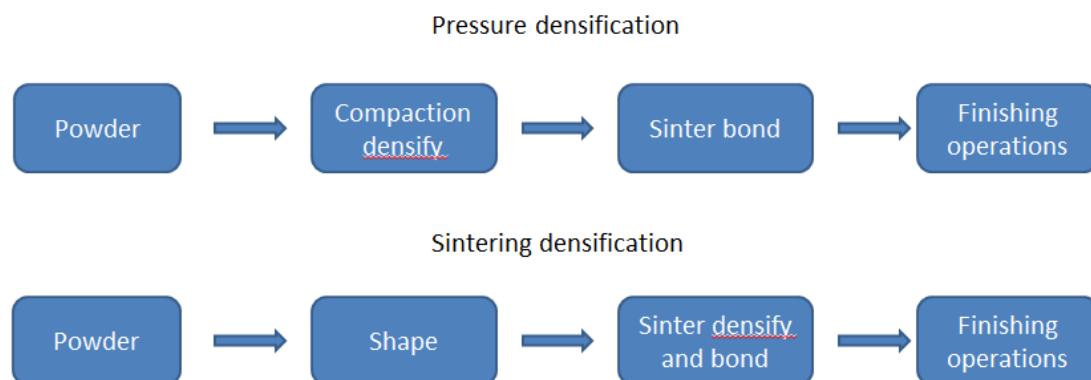 Pressure densification
Powder
Compaction
densify
Sinter bond
Finishing
operations
Sintering densification
Powder
Shape
Sinter densify
and bond
Finishing
operations